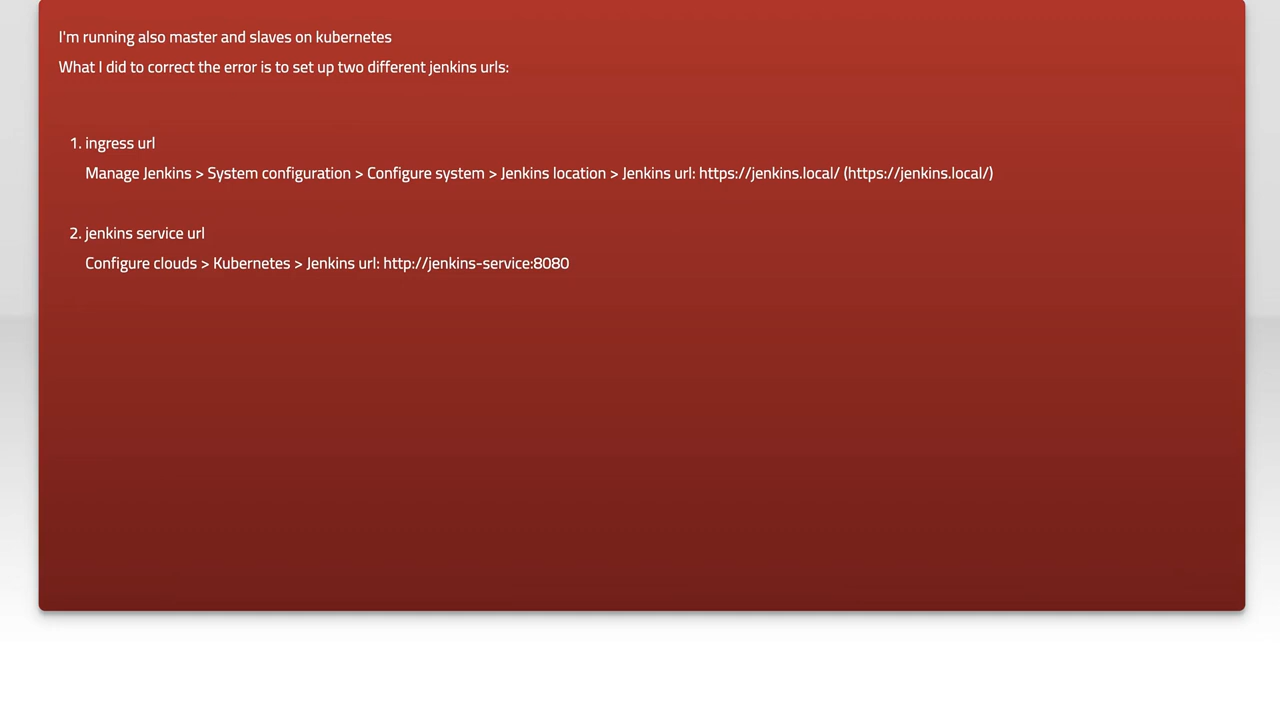 I'm running also master and slaves on kubernetes
What I did to correct the error is to set up two different jenkins urls:
1. ingress url
Manage Jenkins > System configuration > Configure system > Jenkins location > Jenkins url: https://jenkins.local/ (https://jenkins.local/)
2. jenkins service url
Configure clouds > Kubernetes > Jenkins url: http://jenkins-service:8080